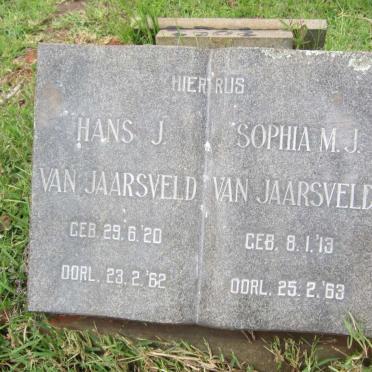 HIER RUS
HANS J.
VAN JAARSVELD
GEB. 29.6.'20
OORL. 23.2.'62
SOPHIA M.J.
VAN JAARSVELD
GEB. 8.1.'13
OORL. 25.2.'63